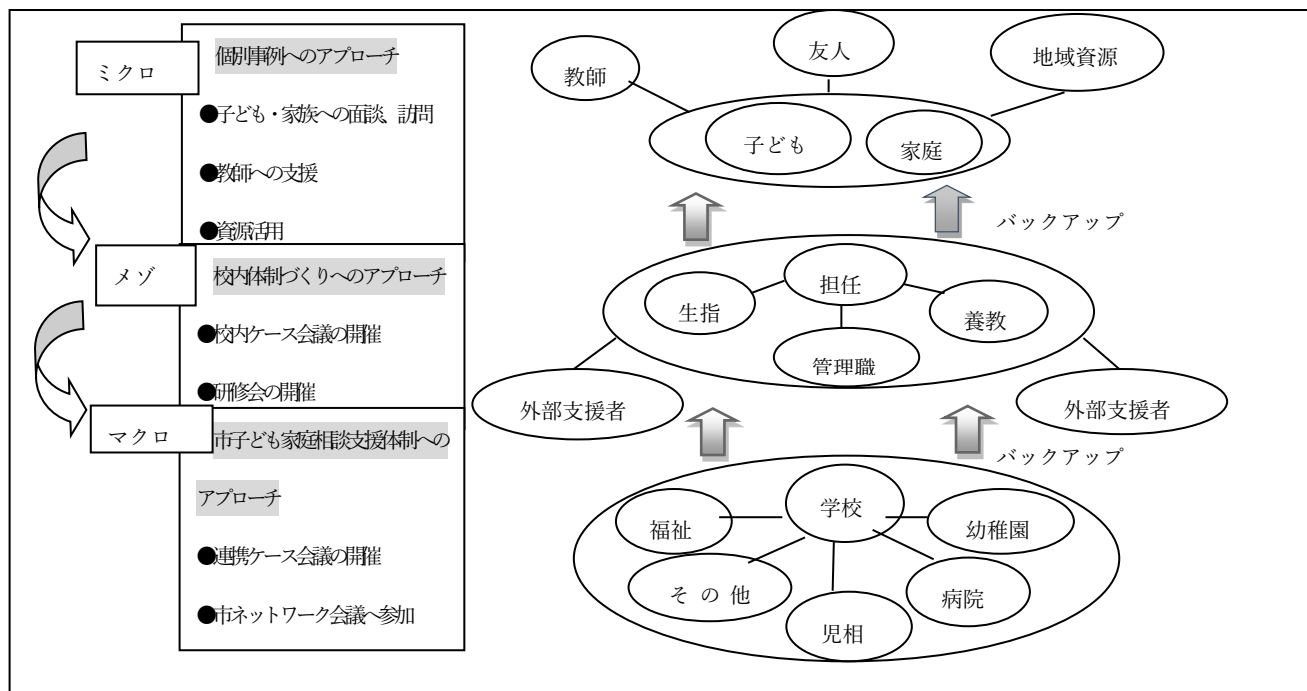 ミクロ
個別事例へのアプローチ
●子ども・家族への面談、訪問
●教師への支援
●資源活用
メゾ
校内体制づくりへのアプローチ
●校内ケース会議の開催
●研修会の開催
マクロ
市子ども家庭相談支援体制への
アプローチ
●連携ケース会議の開催
●市ネットワーク会議へ参加
教師
友人
地域資源
子ども
家庭
バックアップ
生指
担任
養教
管理職
外部支援者
外部支援者
バックアップ
福祉
学校
幼稚園
その他
病院
児相